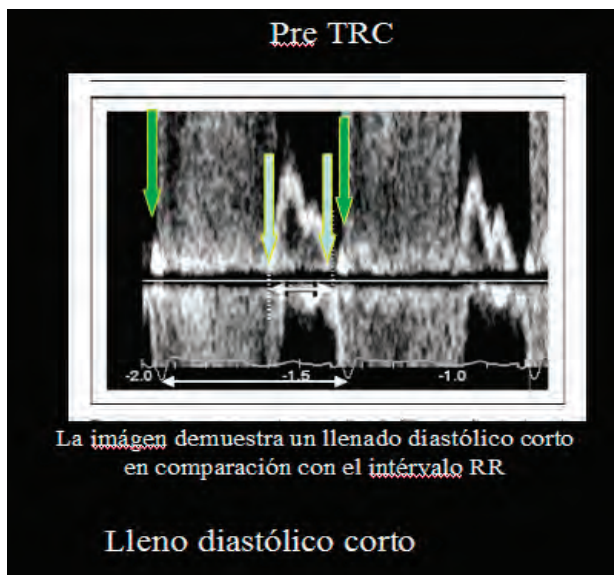 Pre TRC
-2.0 -1.5 -1.0
La imágen demuestra un llenado diastólico corto
en comparación con el intérvalo RR
Lleno diastólico corto